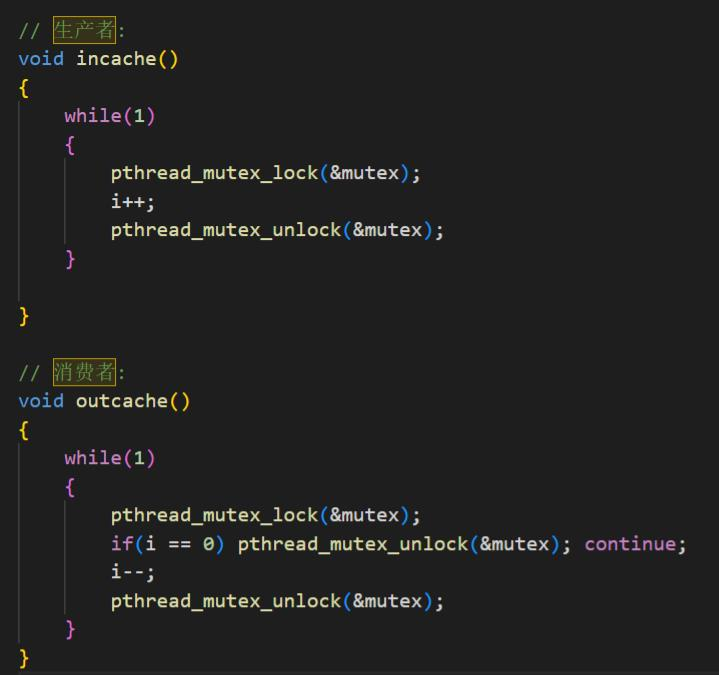 // 生产者:
void incache()
{
while(1)
{
pthread_mutex_lock(&mutex);
i++;
pthread_mutex_unlock(&mutex);
}
}
// 消费者:
void outcache()
{
while(1)
{
pthread_mutex_lock(&mutex);
if(i == 0) pthread_mutex_unlock(&mutex); continue;
i--;
pthread_mutex_unlock(&mutex);
}
}